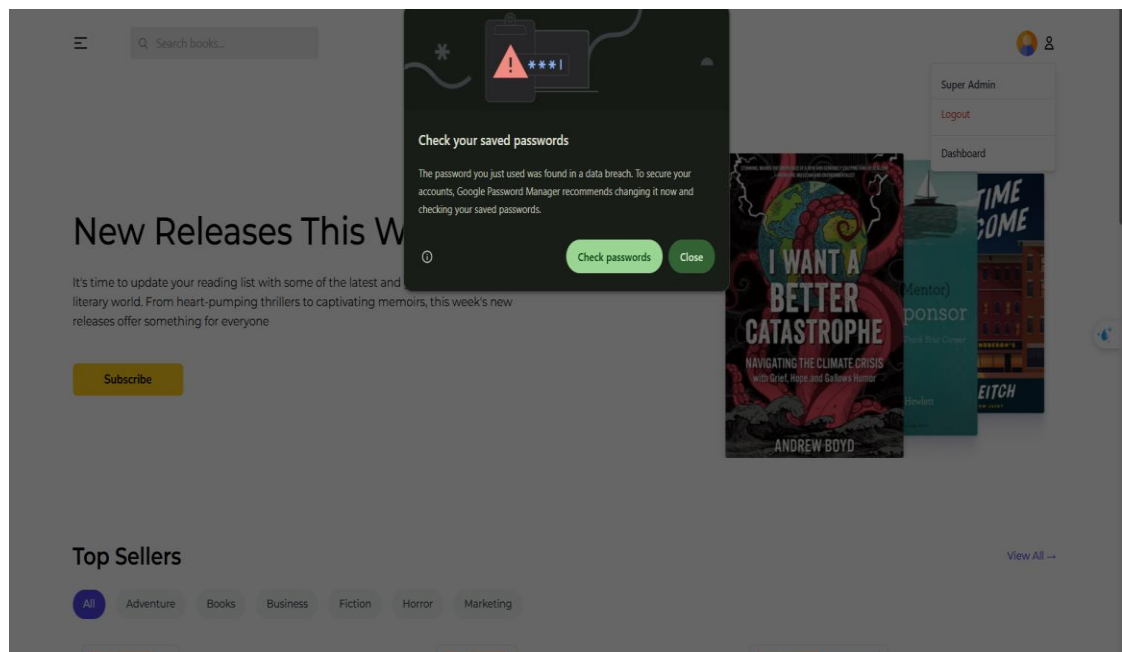 Search books...
Super Admin
Logout
Dashboard
***
Check your saved passwords
The password you just used was found in a data breach. To secure your
accounts, Google Password Manager recommends changing it now and
checking your saved passwords.
Check passwords
Close
New Releases This W
It's time to update your reading list with some of the latest and
literary world. From heart-pumping thrillers to captivating memoirs, this week's new
releases offer something for everyone
Subscribe
I WANT A
BETTER
CATASTROPHE
NAVIGATING THE CLIMATE CRISIS
with Grief, Hope, and Gallows Humor
ANDREW BOYD
(Mentor)
ponsor
Hewlett
TIME
COME
EITCH
Top Sellers
View All →
All
Adventure
Books
Business
Fiction
Horror
Marketing